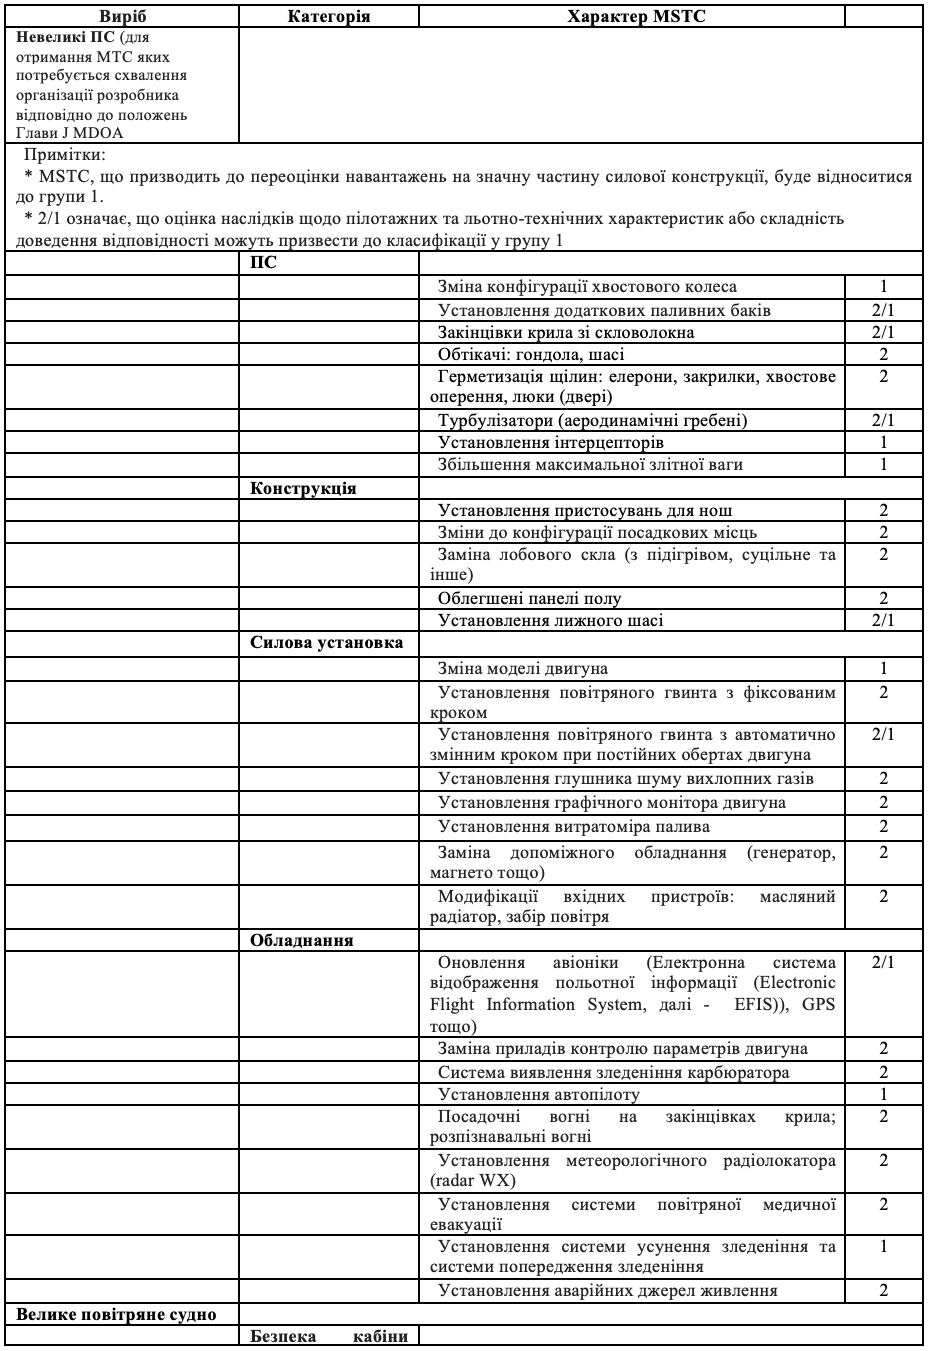 Виріб Категорія Характер MSTC
Невеликі ПС (для
отримання МТС яких
потребується схвалення
організації розробника
відповідно до положень
Глави J MDOA
Примітки:
* MSTC, що призводить до переоцінки навантажень на значну частину силової конструкції, буде відноситися
до групи 1.
* 2/1 означає, що оцінка наслідків щодо пілотажних та льотно-технічних характеристик або складність
доведення відповідності можуть призвести до класифікації у групу 1
ПС
Зміна конфігурації хвостового колеса 1
Установлення додаткових паливних баків 2/1
Закінцівки крила зі скловолокна 2/1
Обтікачі: гондола, шасі 2
Герметизація щілин: елерони, закрилки, хвостове 2
оперення, люки (двері)
Турбулізатори (аеродинамічні гребені) 2/1
Установлення інтерцепторів 1
Збільшення максимальної злітної ваги 1
Конструкція
Установлення пристосувань для нош 2
Зміни до конфігурації посадкових місць 2
Заміна лобового скла (з підігрівом, суцільне та 2
інше)
Облегшені панелі полу 2
Установлення лижного шасі 2/1
Силова установка
Зміна моделі двигуна 1
Установлення повітряного гвинта з фіксованим 2
кроком
Установлення повітряного гвинта з автоматично 2/1
змінним кроком при постійних обертах двигуна
Установлення глушника шуму вихлопних газів 2
Установлення графічного монітора двигуна 2
Установлення витратоміра палива 2
Заміна допоміжного обладнання (генератор, 2
магнето тощо)
Модифікації вхідних пристроїв: масляний 2
радіатор, забір повітря
Обладнання
Оновлення авіоніки (Електронна система 2/1
відображення польотної інформації (Electronic
Flight Information System, далі - EFIS)), GPS
тощо)
Заміна приладів контролю параметрів двигуна 2
Система виявлення зледеніння карбюратора 2
Установлення автопілоту 1
Посадочні вогні на закінцівках крила; 2
розпізнавальні вогні
Установлення метеорологічного радіолокатора 2
(radar WX)
Установлення системи повітряної медичної 2
евакуації
Установлення системи усунення зледеніння та 1
системи попередження зледеніння
Установлення аварійних джерел живлення 2
Велике повітряне судно
Безпека кабіни